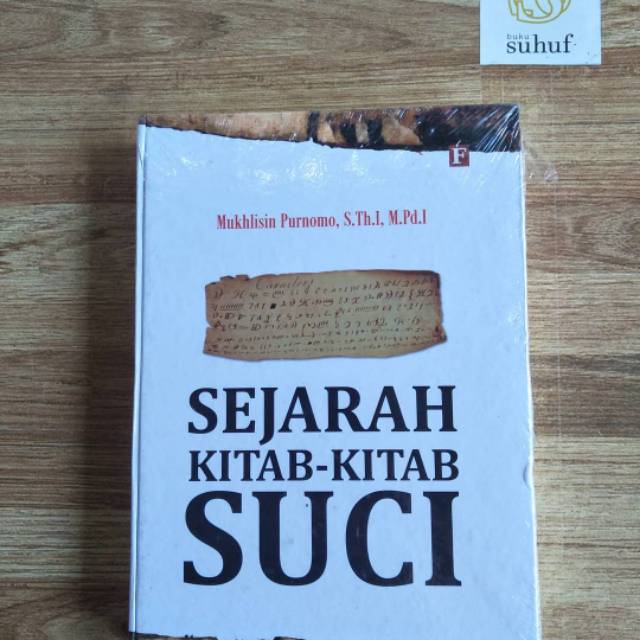 buku
suhuf
F
Mukhlisin Purnomo, S.Th.I, M.Pd.I
SEJARAH
KITAB-KITAB
SUCI